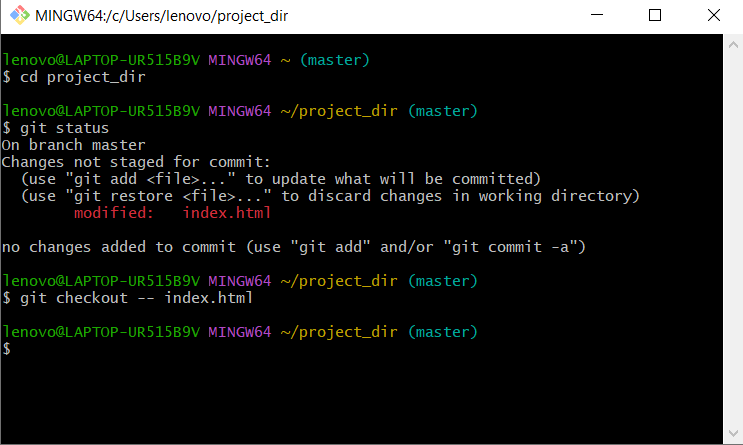 MINGW64:/c/Users/lenovo/project_dir
lenovo@LAPTOP-UR515B9V MINGW64 ~ (master)
$ cd project_dir
lenovo@LAPTOP-UR515B9V MINGW64 ~/project_dir (master)
$ git status
On branch master
Changes not staged for commit:
  (use "git add <file>..." to update what will be committed)
  (use "git restore <file>..." to discard changes in working directory)
        modified:   index.html
no changes added to commit (use "git add" and/or "git commit -a")
lenovo@LAPTOP-UR515B9V MINGW64 ~/project_dir (master)
$ git checkout -- index.html
lenovo@LAPTOP-UR515B9V MINGW64 ~/project_dir (master)
$